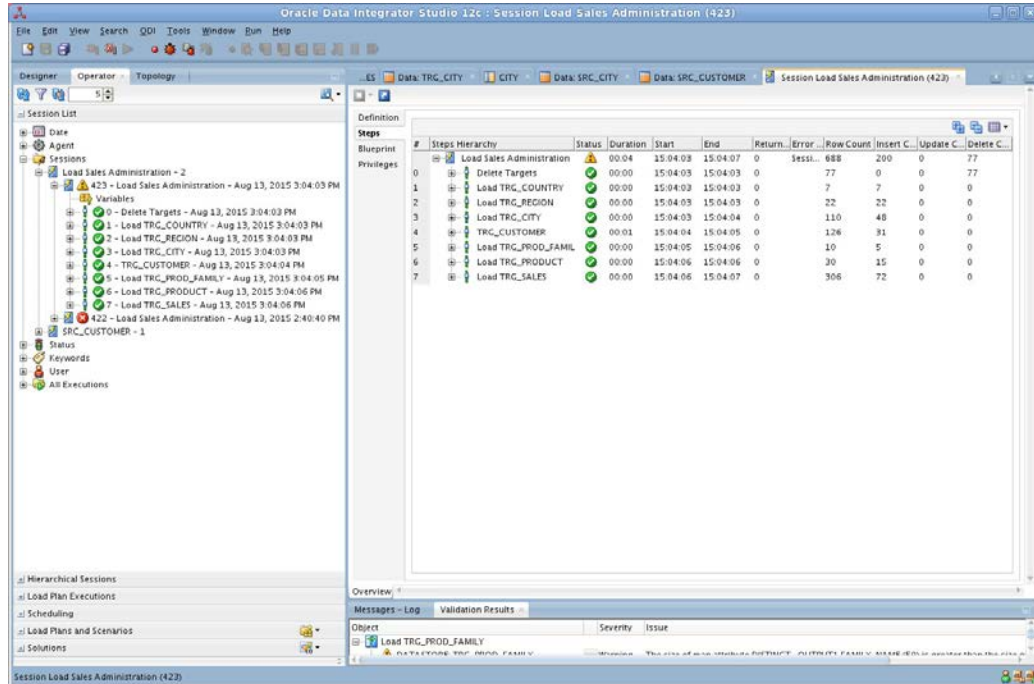 Oracle Data Integrator Studio 12c : Session Load Sales Administration (423)
File Edit View Search ODI Tools Window Run Help
Designer Operator Topology
...ES Data: TRG_CITY CITY Data: SRC_CITY Data: SRC_CUSTOMER Session Load Sales Administration (423)
5
Session List
Date
Agent
Sessions
Load Sales Administration - 2
423 - Load Sales Administration - Aug 13, 2015 3:04:03 PM
Variables
0 - Delete Targets - Aug 13, 2015 3:04:03 PM
1 - Load TRG_COUNTRY - Aug 13, 2015 3:04:03 PM
2 - Load TRG_REGION - Aug 13, 2015 3:04:03 PM
3 - Load TRG_CITY - Aug 13, 2015 3:04:03 PM
4 - TRG_CUSTOMER - Aug 13, 2015 3:04:04 PM
5 - Load TRG_PROD_FAMILY - Aug 13, 2015 3:04:05 PM
6 - Load TRG_PRODUCT - Aug 13, 2015 3:04:06 PM
7 - Load TRG_SALES - Aug 13, 2015 3:04:06 PM
422 - Load Sales Administration - Aug 13, 2015 2:40:40 PM
SRC_CUSTOMER - 1
Status
Keywords
User
All Executions
Hierarchical Sessions
Load Plan Executions
Scheduling
Load Plans and Scenarios
Solutions
Definition
Steps
Blueprint
Privileges
# Steps Hierarchy Status Duration Start End Return... Error ... Row Count Insert C... Update C... Delete C...
Load Sales Administration 00:04 15:04:03 15:04:07 0 Sessi... 688 200 0 77
0 Delete Targets 00:00 15:04:03 15:04:03 0 77 0 0 77
1 Load TRG_COUNTRY 00:00 15:04:03 15:04:03 0 7 7 0 0
2 Load TRG_REGION 00:00 15:04:03 15:04:03 0 22 22 0 0
3 Load TRG_CITY 00:00 15:04:03 15:04:04 0 110 48 0 0
4 TRG_CUSTOMER 00:01 15:04:04 15:04:05 0 126 31 0 0
5 Load TRG_PROD_FAMIL 00:00 15:04:05 15:04:06 0 10 5 0 0
6 Load TRG_PRODUCT 00:00 15:04:06 15:04:06 0 30 15 0 0
7 Load TRG_SALES 00:00 15:04:06 15:04:07 0 306 72 0 0
Overview
Messages - Log Validation Results
Object Severity Issue
Load TRG_PROD_FAMILY
Session Load Sales Administration (423)